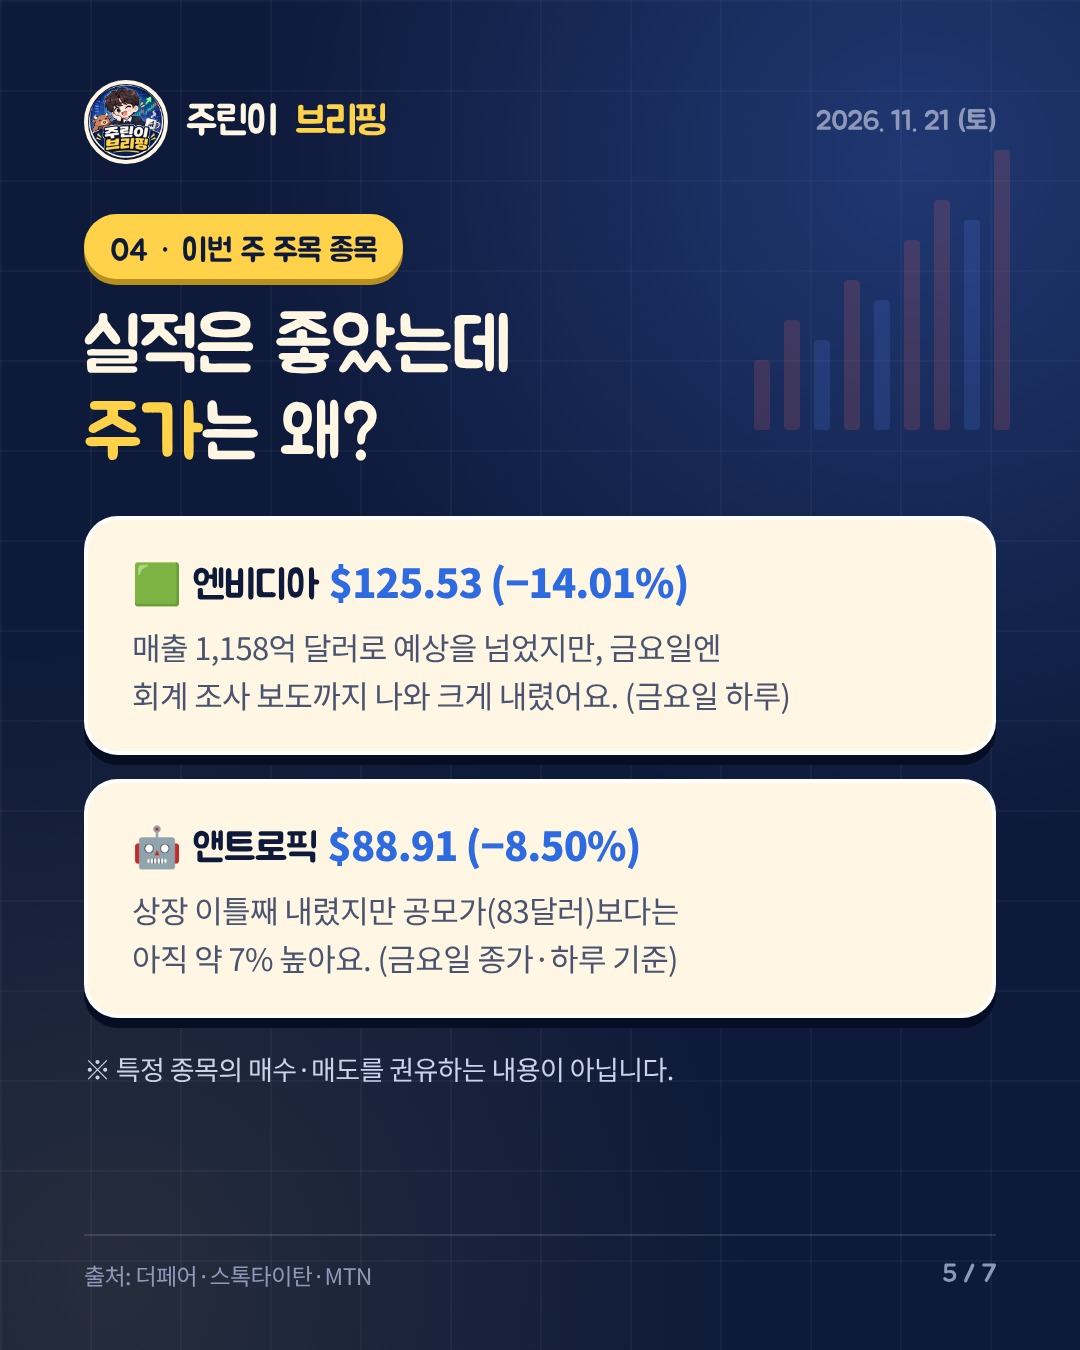 주린이 브리핑
주린이 브리핑
2026. 11. 21 (토)
04 · 이번 주 주목 종목
실적은 좋았는데
주가는 왜?
엔비디아 $125.53 (−14.01%)
매출 1,158억 달러로 예상을 넘었지만, 금요일엔
회계 조사 보도까지 나와 크게 내렸어요. (금요일 하루)
앤트로픽 $88.91 (−8.50%)
상장 이틀째 내렸지만 공모가(83달러)보다는
아직 약 7% 높아요. (금요일 종가·하루 기준)
※ 특정 종목의 매수·매도를 권유하는 내용이 아닙니다.
출처: 더페어·스톡타이탄·MTN
5 / 7